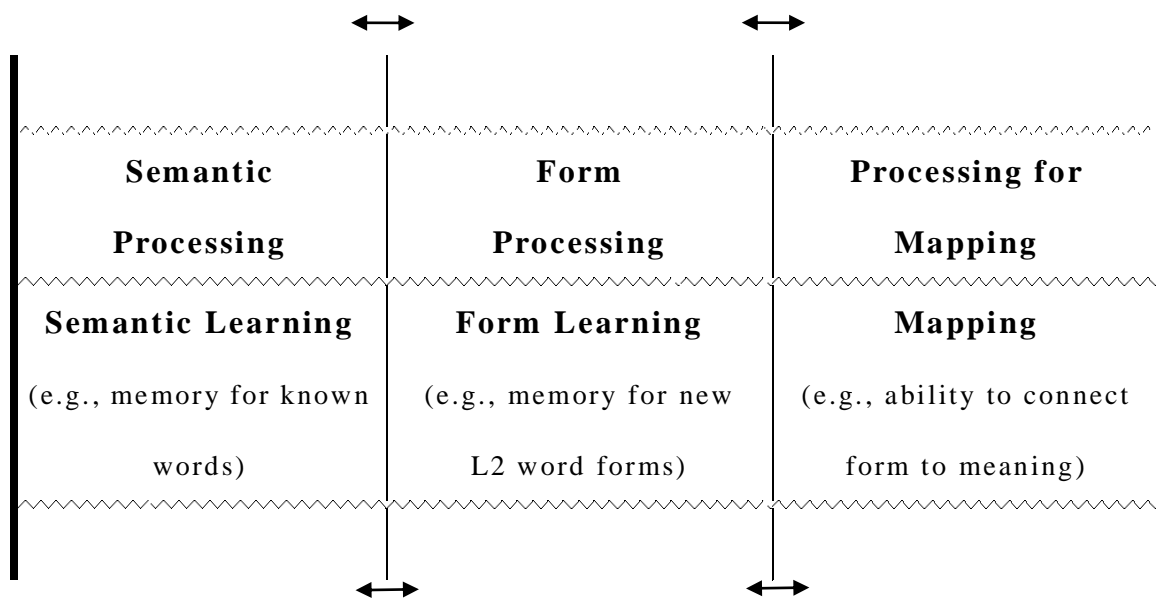 Semantic
Processing
Form
Processing
Processing for
Mapping
Semantic Learning
(e.g., memory for known
words)
Form Learning
(e.g., memory for new
L2 word forms)
Mapping
(e.g., ability to connect
form to meaning)